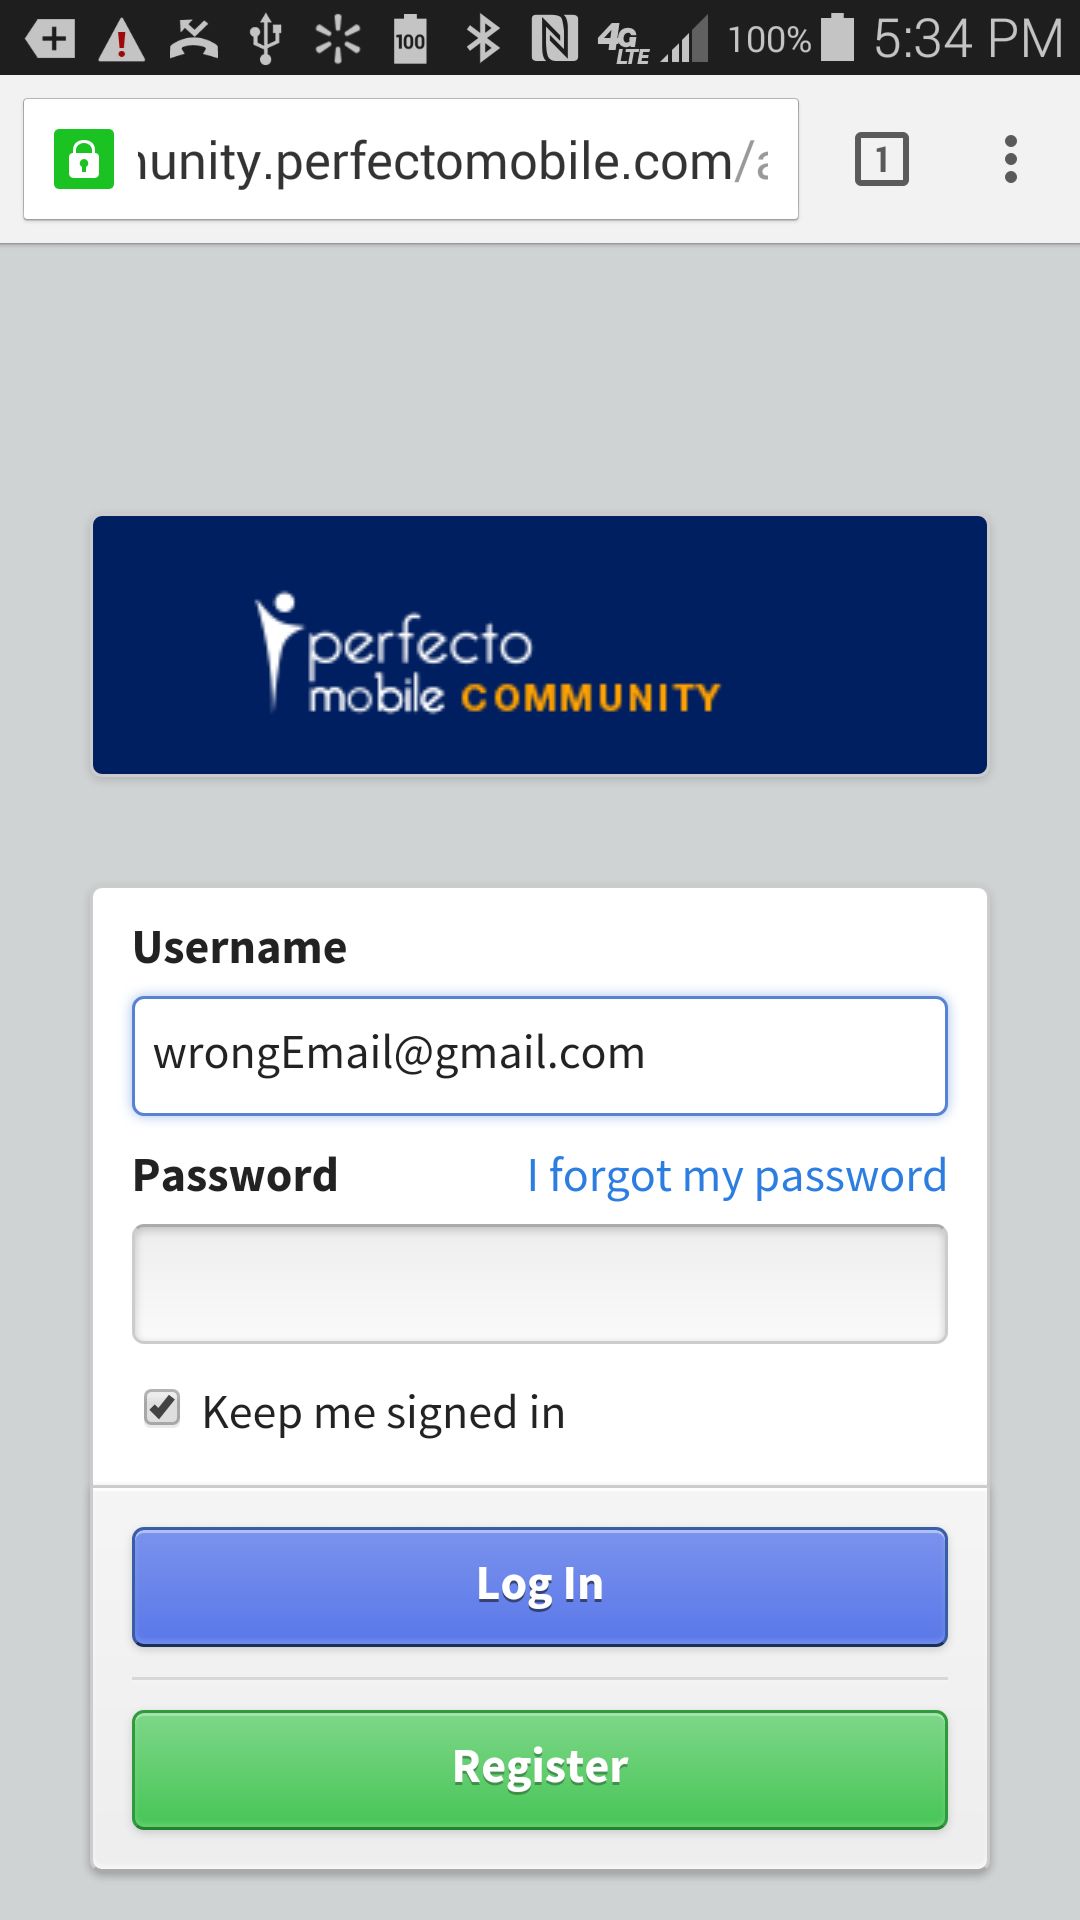 100 4G LTE 100% 5:34 PM
unity.perfectomobile.com/a 1
perfecto
mobile COMMUNITY
Username
wrongEmail@gmail.com
Password I forgot my password
Keep me signed in
Log In
Register